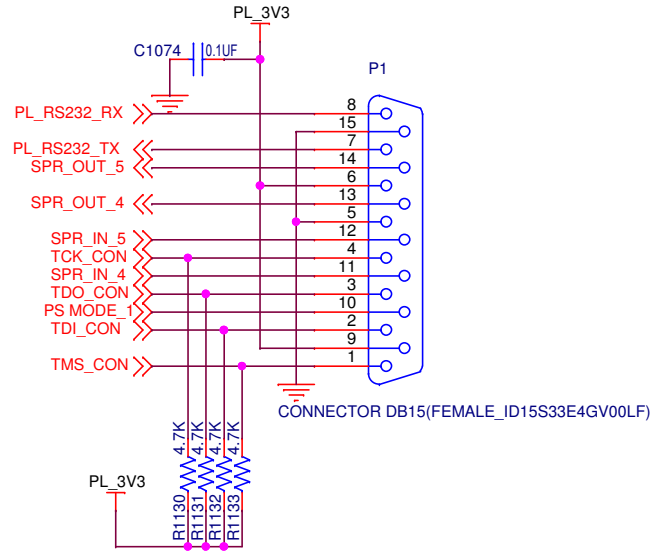 PL_3V3
C1074 0.1UF
P1
PL_RS232_RX 8
15
PL_RS232_TX 7
SPR_OUT_5 14
6
SPR_OUT_4 13
5
SPR_IN_5 12
TCK_CON 4
SPR_IN_4 11
TDO_CON 3
PS MODE_1 10
TDI_CON 2
9
TMS_CON 1
CONNECTOR DB15(FEMALE_ID15S33E4GV00LF)
4.7K 4.7K 4.7K 4.7K
PL_3V3
R1130 R1131 R1132 R1133